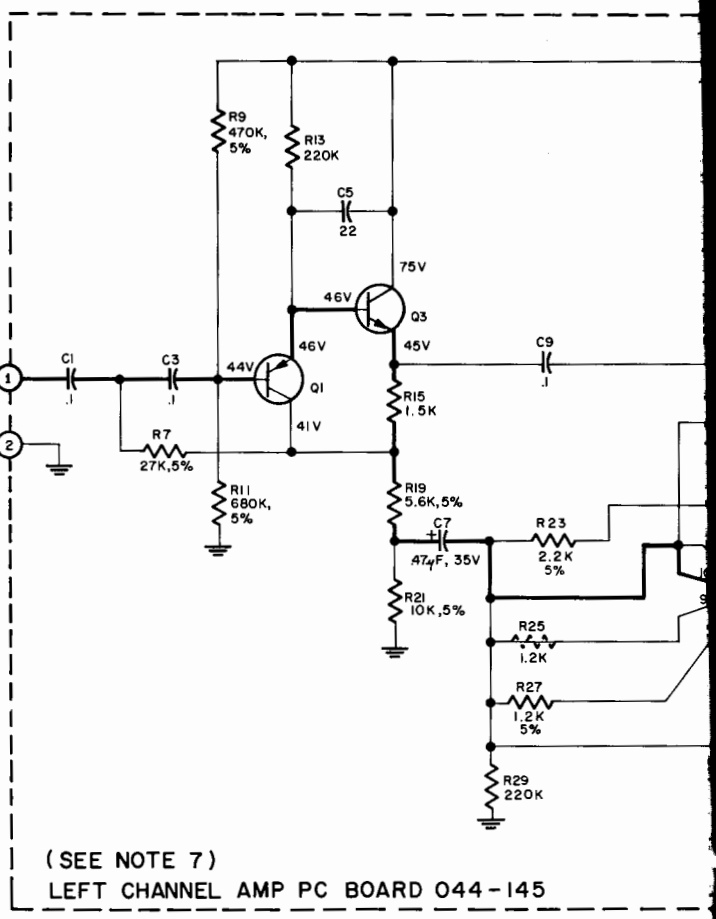 R9
470K,
5%
R13
220K
C5
22
75V
46V
Q3
46V
45V
C9
.1
1
C1
.1
C3
.1
44V
Q1
R15
1.5K
41V
2
R7
27K,5%
R11
680K,
5%
R19
5.6K,5%
+
C7
.47µF, 35V
R23
2.2K
5%
R21
10K,5%
9
R25
1.2K
R27
1.2K
5%
R29
220K
(SEE NOTE 7)
LEFT CHANNEL AMP PC BOARD 044-145